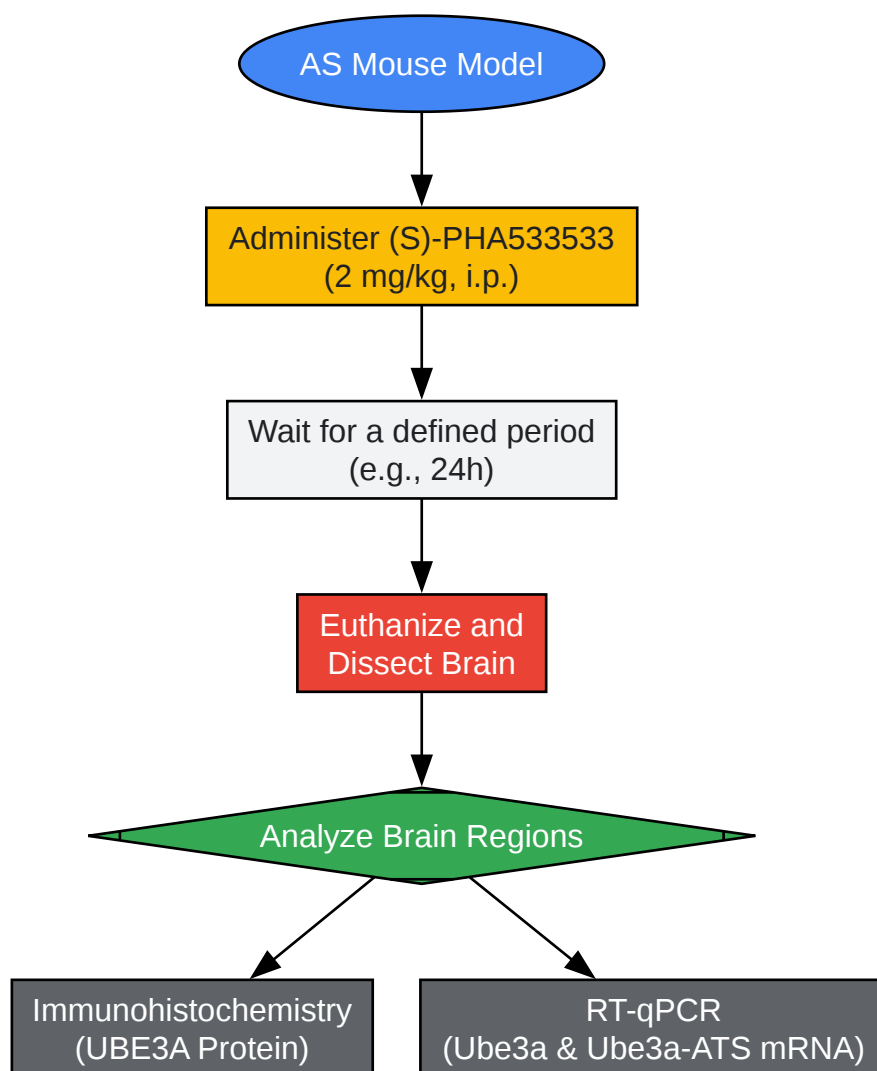 AS Mouse Model
Administer (S)-PHA533533
(2 mg/kg, i.p.)
Wait for a defined period
(e.g., 24h)
Euthanize and
Dissect Brain
Analyze Brain Regions
Immunohistochemistry
(UBE3A Protein)
RT-qPCR
(Ube3a & Ube3a-ATS mRNA)